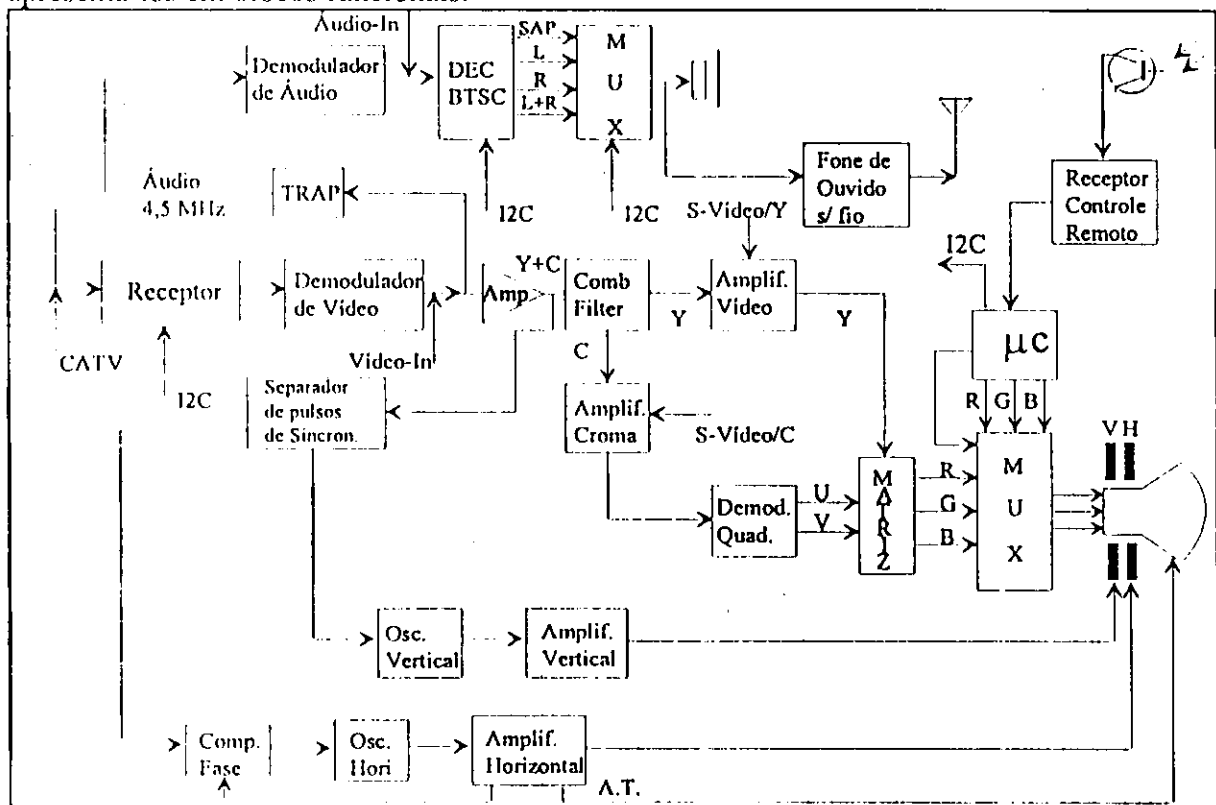 Áudio-In
SAP
L
R
L+R
DEC
BTSC
M
U
X
Demodulador
de Áudio
Áudio
4,5 MHz
TRAP
I2C
I2C
S-Vídeo/Y
Fone de
Ouvido
s/ fio
Receptor
Controle
Remoto
I2C
Receptor
Demodulador
de Vídeo
Amp.
Y+C
Comb
Filter
Y
Amplif.
Vídeo
Y
μC
CATV
I2C
Vídeo-In
C
Separador
de pulsos
de Sincron.
Amplif.
Croma
S-Vídeo/C
R
G
B
V H
Demod.
Quad.
U
V
MATRIZ
R
G
B
M
U
X
Osc.
Vertical
Amplif.
Vertical
Comp.
Fase
Osc.
Hori
Amplif.
Horizontal
A.T.